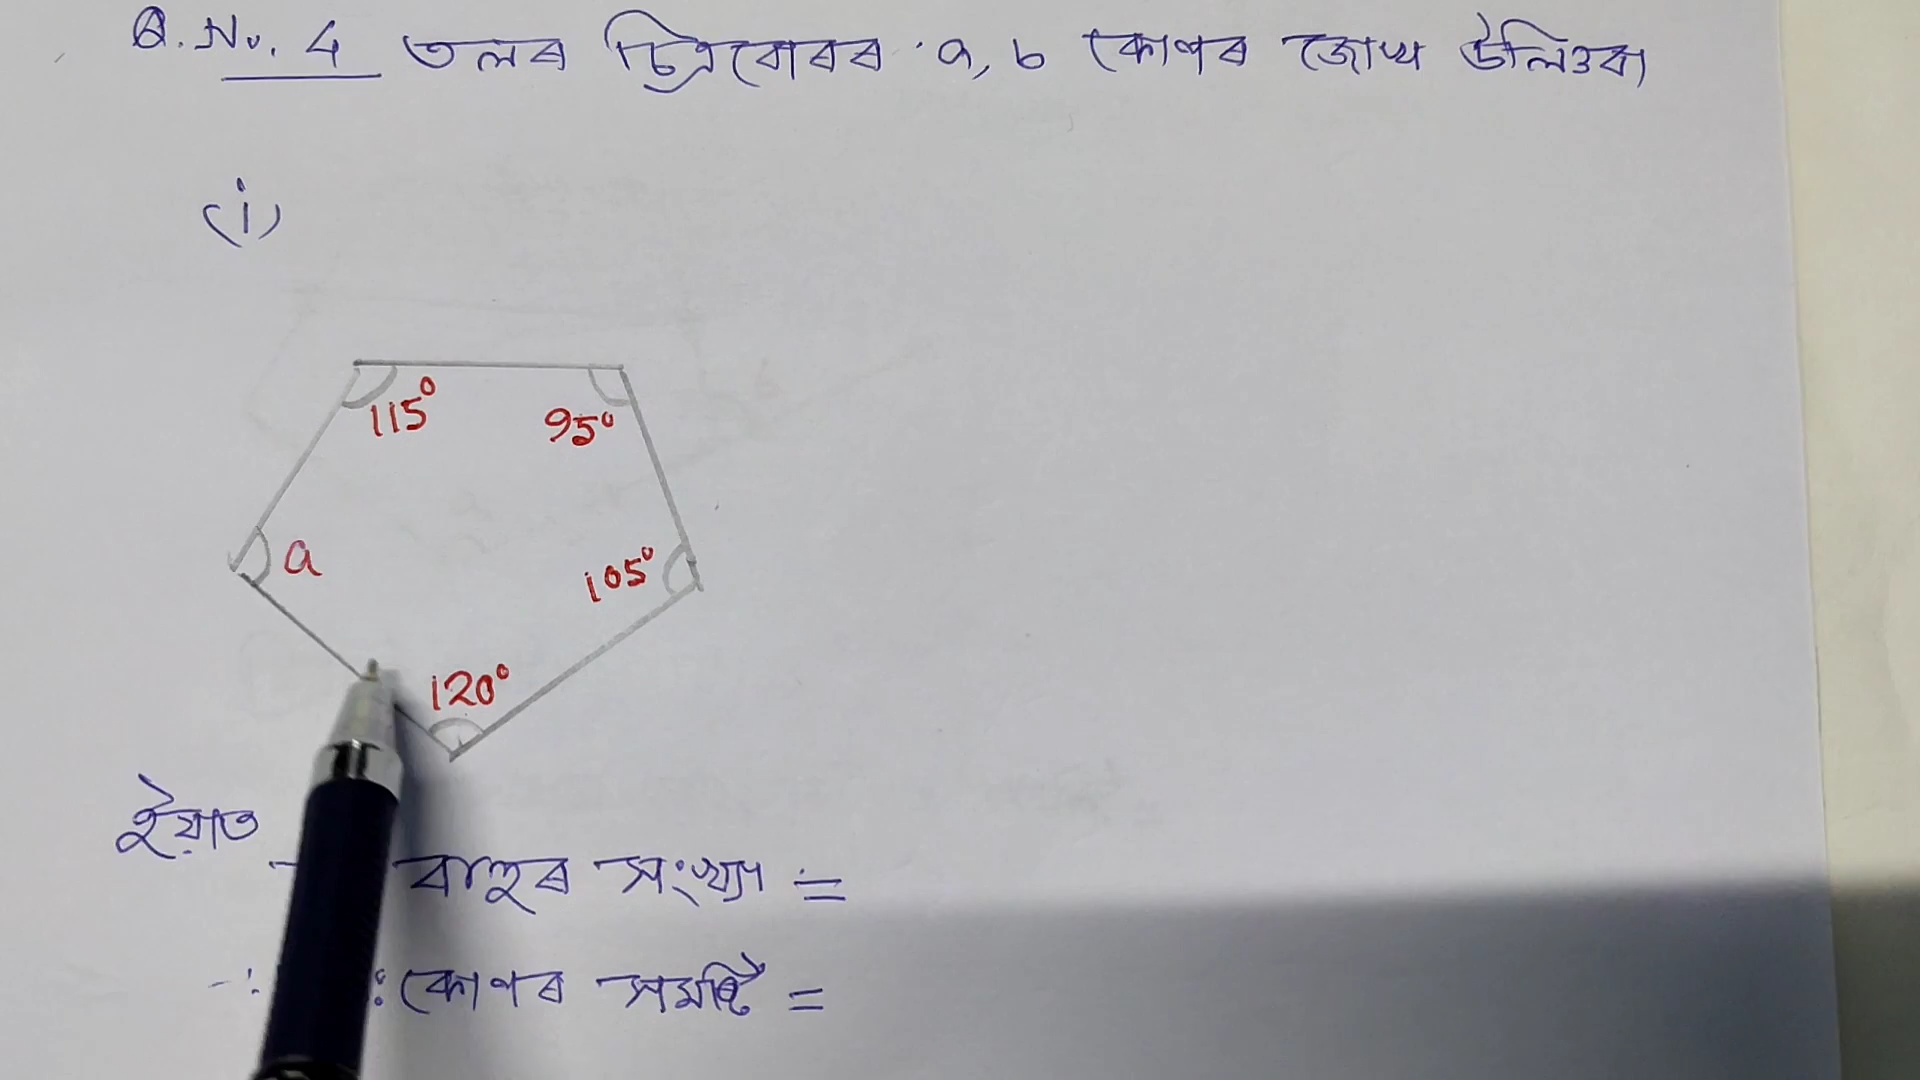 Q. No. 4 তলৰ চিত্ৰবোৰৰ a, b কোণৰ জোখ উলিওৱা
(i)
115° 95°
a 105°
120°
ইয়াত
বাহুৰ সংখ্যা =
∴ কোণৰ সমষ্টি =